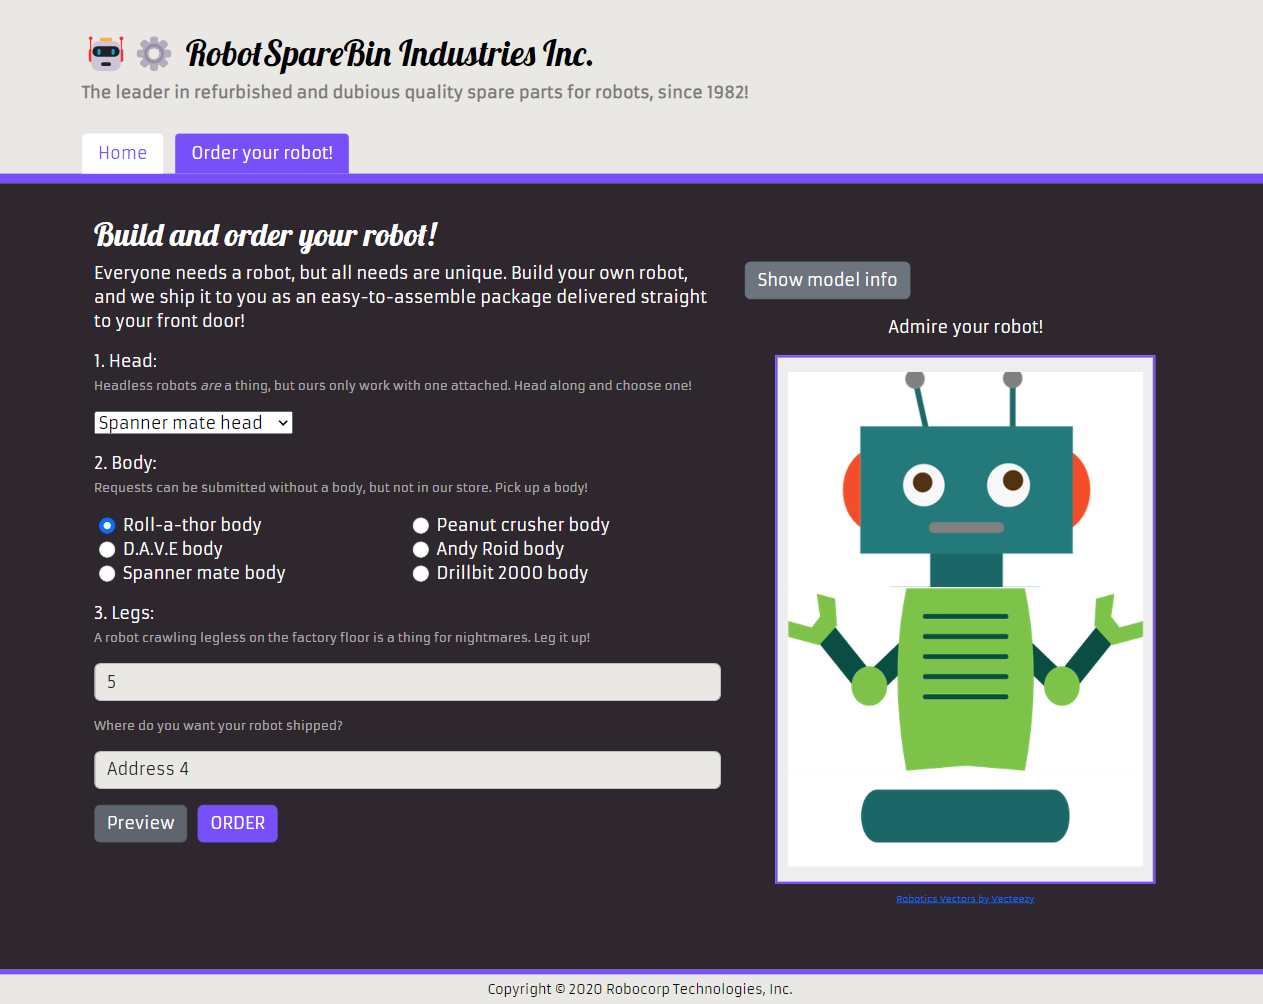 RobotSpareBin Industries Inc.
The leader in refurbished and dubious quality spare parts for robots, since 1982!
Home
Order your robot!
Build and order your robot!
Everyone needs a robot, but all needs are unique. Build your own robot,
and we ship it to you as an easy-to-assemble package delivered straight
to your front door!
1. Head:
Headless robots are a thing, but ours only work with one attached. Head along and choose one!
Spanner mate head
2. Body:
Requests can be submitted without a body, but not in our store. Pick up a body!
Roll-a-thor body
Peanut crusher body
D.A.V.E body
Andy Roid body
Spanner mate body
Drillbit 2000 body
3. Legs:
A robot crawling legless on the factory floor is a thing for nightmares. Leg it up!
5
Where do you want your robot shipped?
Address 4
Preview
ORDER
Show model info
Admire your robot!
Robotics Vectors by Vecteezy
Copyright © 2020 Robocorp Technologies, Inc.